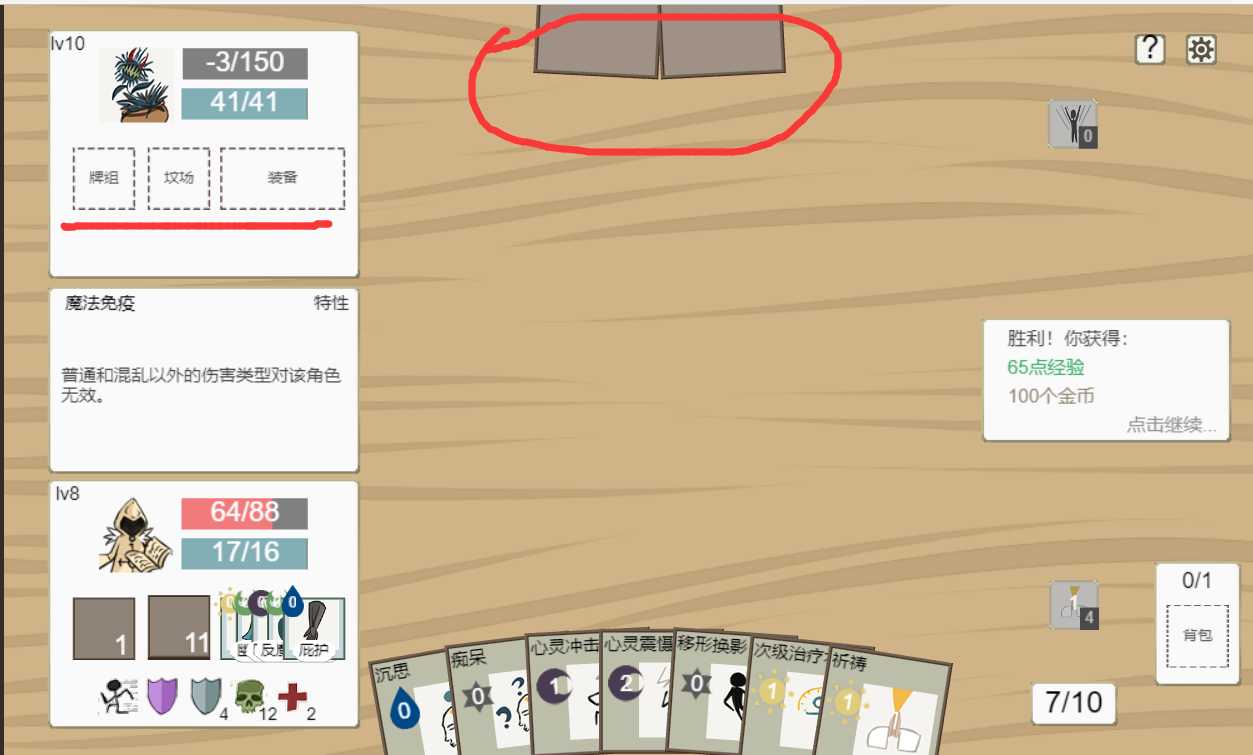 lv10
-3/150
41/41
牌组
坟场
装备
?
0
魔法免疫
特性
普通和混乱以外的伤害类型对该角色
无效。
胜利！你获得：
65点经验
100个金币
点击继续...
lv8
64/88
17/16
1
11
0
庇护
4
12
2
沉思
0
痴呆
0
心灵冲击
1
心灵震慑
2
移形换影
0
次级治疗
1
祈祷
1
1
4
0/1
背包
7/10